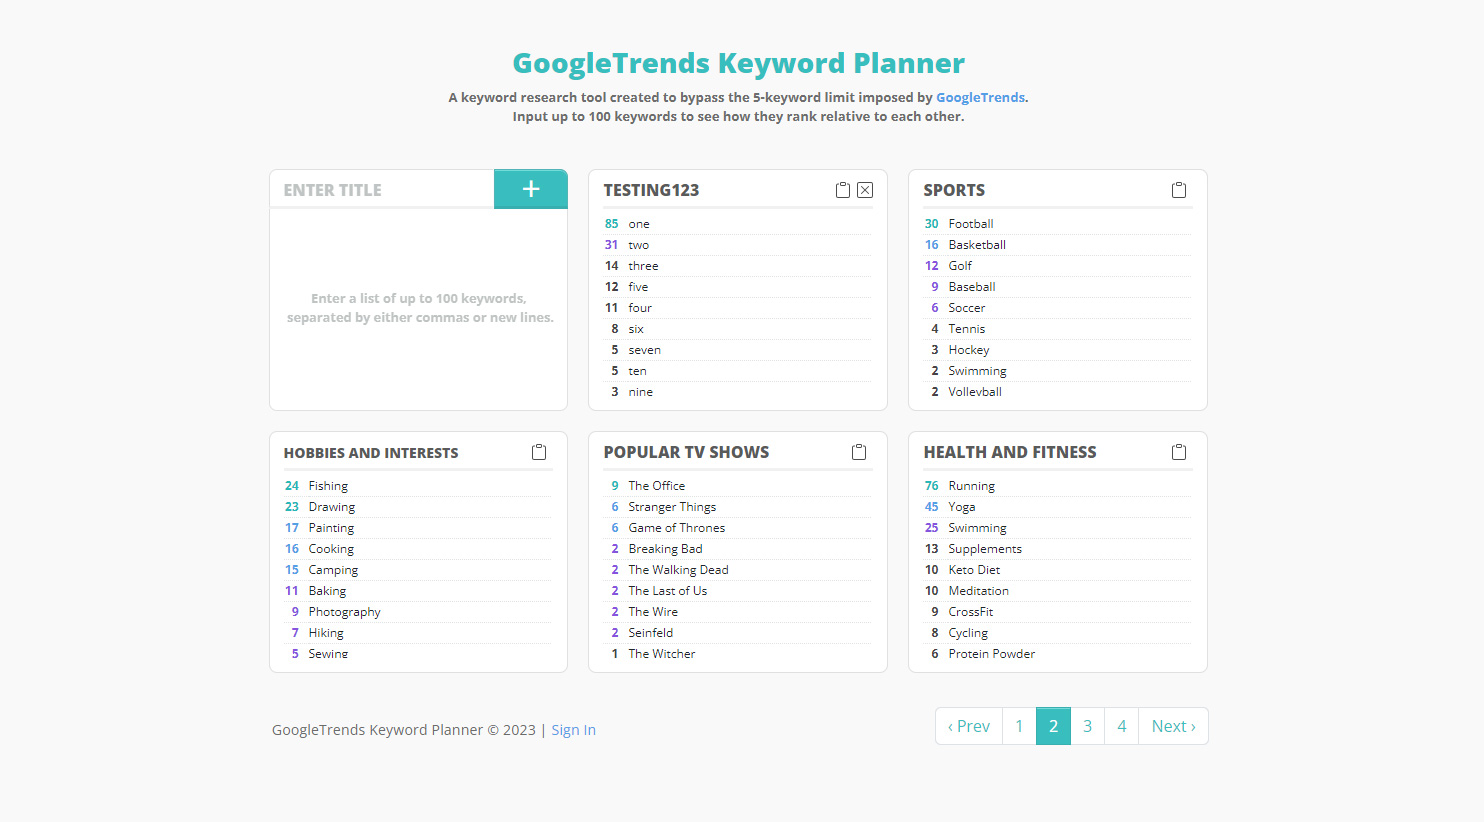 GoogleTrends Keyword Planner
A keyword research tool created to bypass the 5-keyword limit imposed by GoogleTrends.
Input up to 100 keywords to see how they rank relative to each other.
ENTER TITLE +
Enter a list of up to 100 keywords,
separated by either commas or new lines.
TESTING123
85 one
31 two
14 three
12 five
11 four
8 six
5 seven
5 ten
3 nine
SPORTS
30 Football
16 Basketball
12 Golf
9 Baseball
6 Soccer
4 Tennis
3 Hockey
2 Swimming
2 Volleyball
HOBBIES AND INTERESTS
24 Fishing
23 Drawing
17 Painting
16 Cooking
15 Camping
11 Baking
9 Photography
7 Hiking
5 Sewing
POPULAR TV SHOWS
9 The Office
6 Stranger Things
6 Game of Thrones
2 Breaking Bad
2 The Walking Dead
2 The Last of Us
2 The Wire
2 Seinfeld
1 The Witcher
HEALTH AND FITNESS
76 Running
45 Yoga
25 Swimming
13 Supplements
10 Keto Diet
10 Meditation
9 CrossFit
8 Cycling
6 Protein Powder
GoogleTrends Keyword Planner © 2023 | Sign In
‹ Prev 1 2 3 4 Next ›